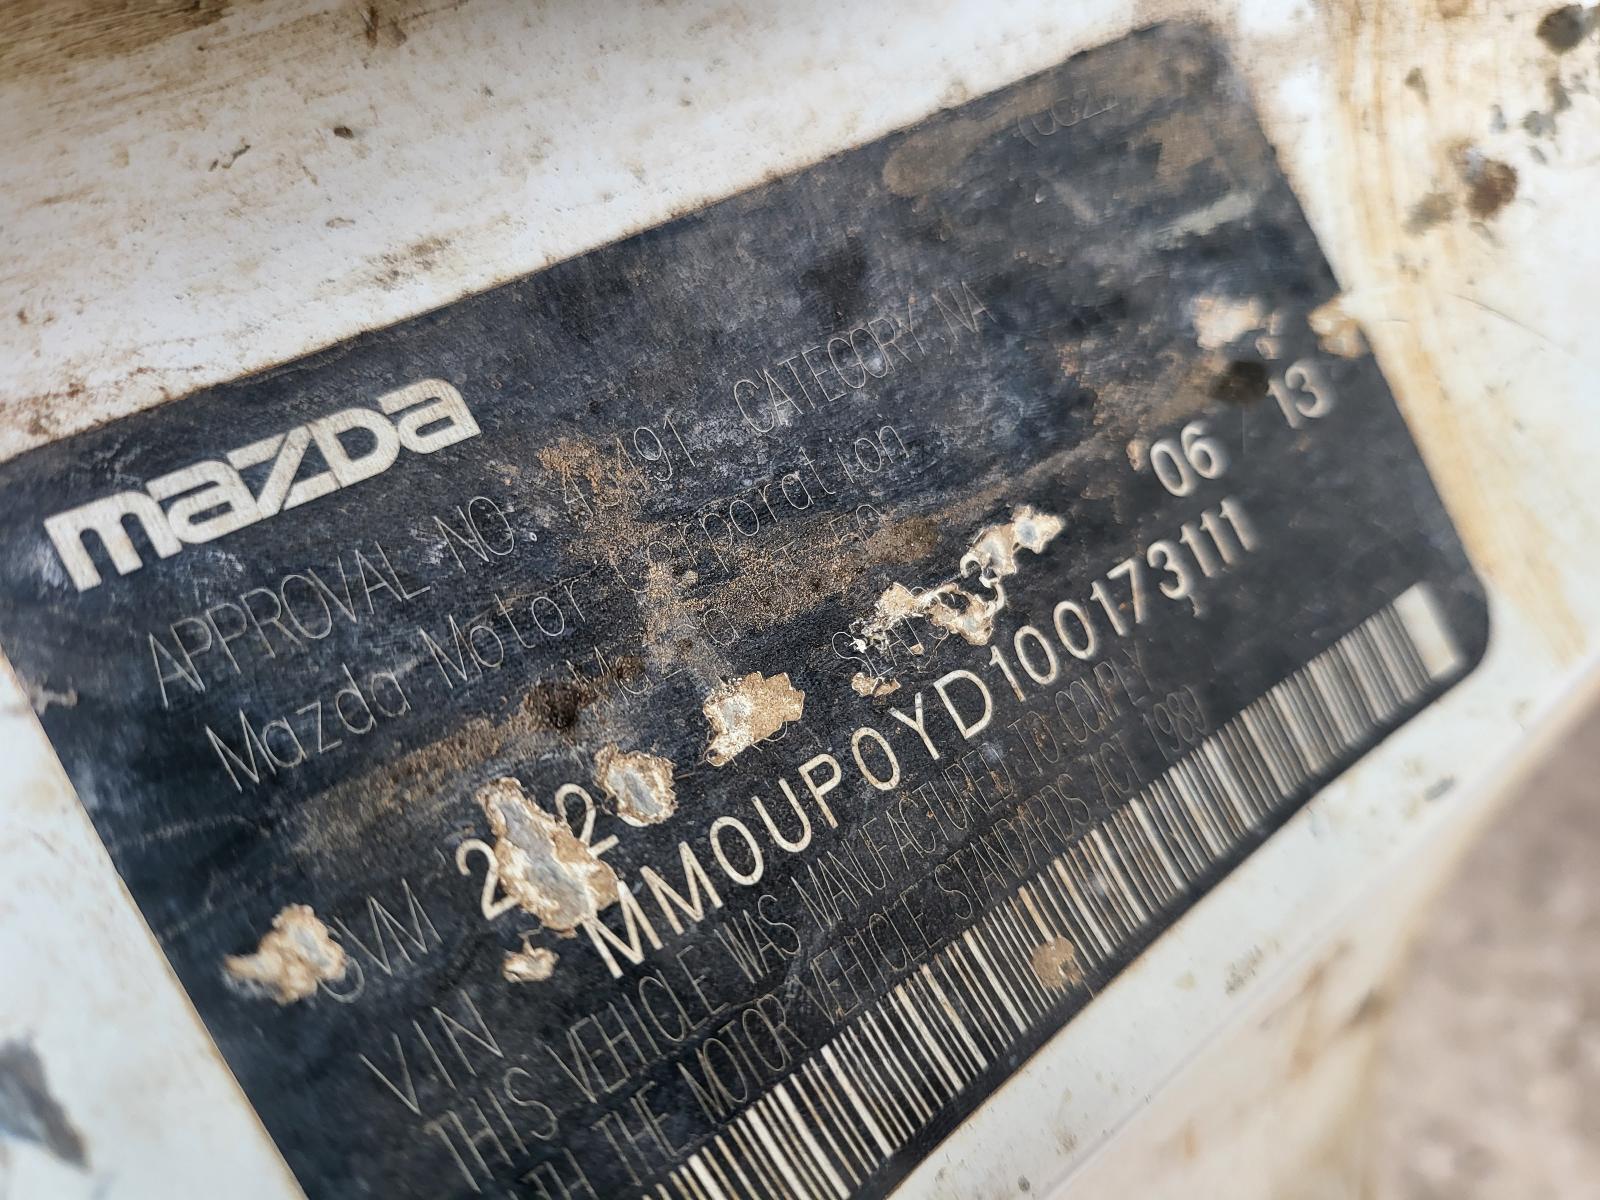 mazda
APPROVAL NO CATEGORY NA
Mazda Motor Corporation
06 13
GVM
VIN MM0UP0YD100173111
THIS VEHICLE WAS MANUFACTURED TO COMPLY
WITH THE MOTOR VEHICLE STANDARDS ACT 1989